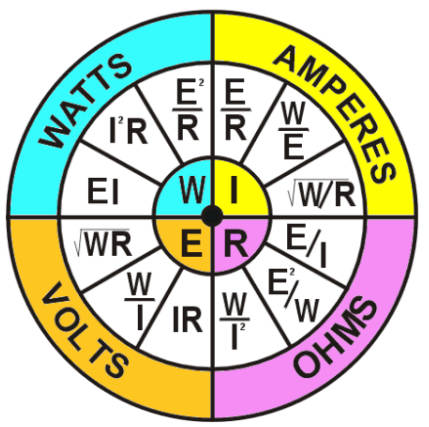 WATTS
AMPERES
VOLTS
OHMS
E²/R
I²R
EI
E/R
W/E
√W/R
√WR
W/I
IR
E/I
E²/W
W/I²
W
I
E
R